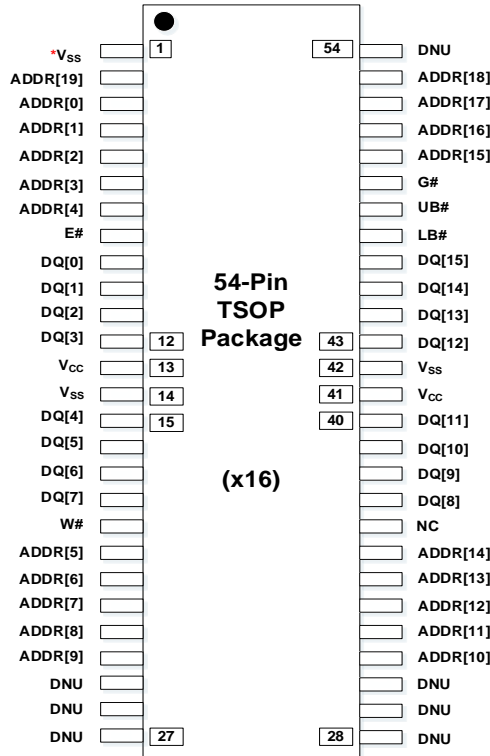 *VSS 1 54 DNU
ADDR[19] ADDR[18]
ADDR[0] ADDR[17]
ADDR[1] ADDR[16]
ADDR[2] ADDR[15]
ADDR[3] G#
ADDR[4] UB#
E# LB#
DQ[0] DQ[15]
DQ[1] 54-Pin DQ[14]
DQ[2] TSOP DQ[13]
DQ[3] 12 Package 43 DQ[12]
VCC 13 42 VSS
VSS 14 41 VCC
DQ[4] 15 40 DQ[11]
DQ[5] DQ[10]
DQ[6] (x16) DQ[9]
DQ[7] DQ[8]
W# NC
ADDR[5] ADDR[14]
ADDR[6] ADDR[13]
ADDR[7] ADDR[12]
ADDR[8] ADDR[11]
ADDR[9] ADDR[10]
DNU DNU
DNU DNU
DNU 27 28 DNU